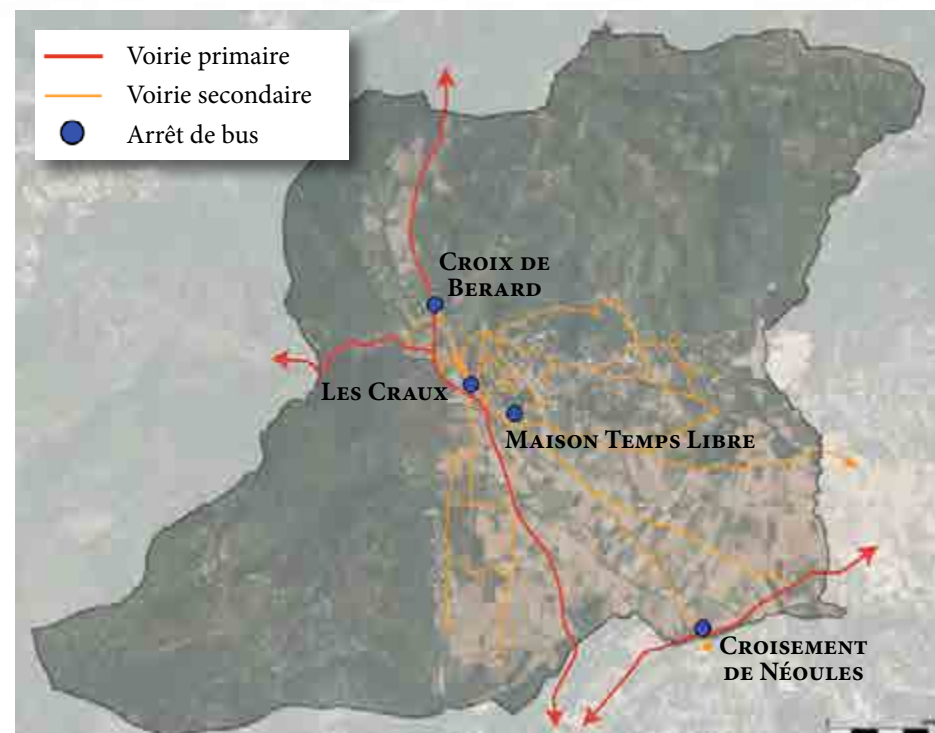 Voirie primaire
Voirie secondaire
Arrêt de bus
CROIX DE
BERARD
LES CRAUX
MAISON TEMPS LIBRE
CROISEMENT
DE NÉOULES